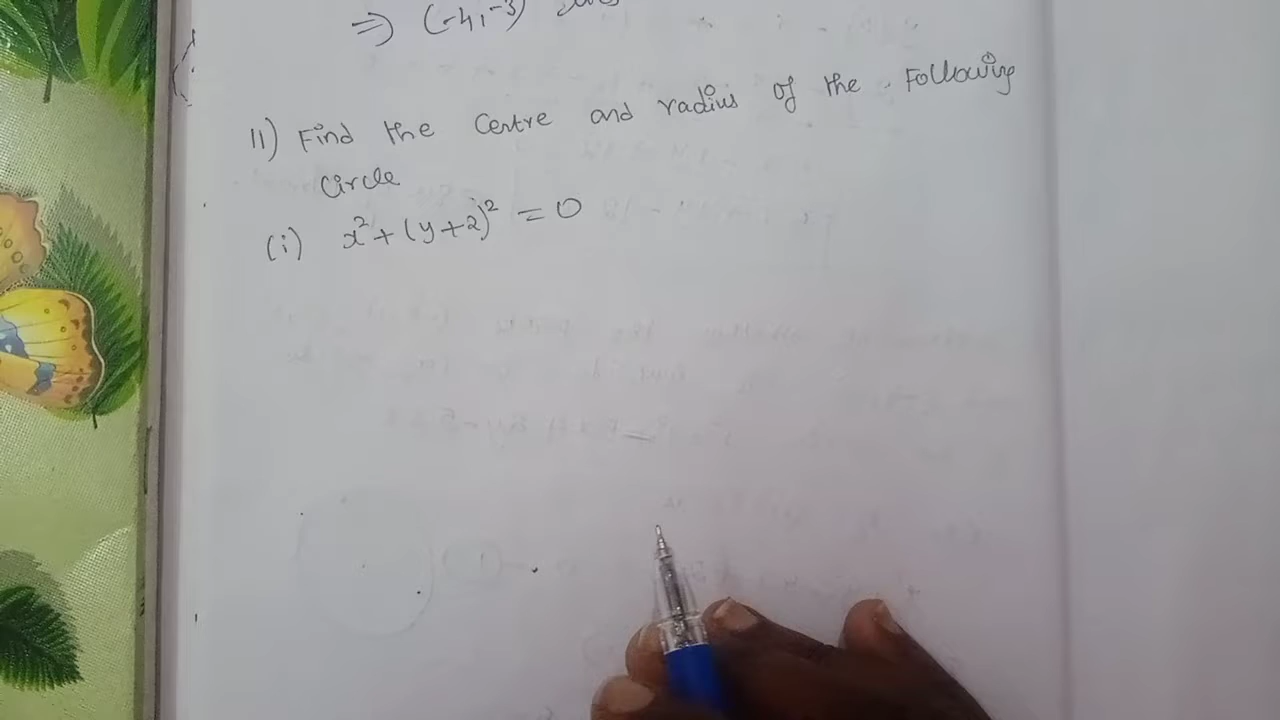 ⇒ (-4,-3)
11) Find the Centre and radius of the following
Circle
(i) x² + (y+2)² = 0